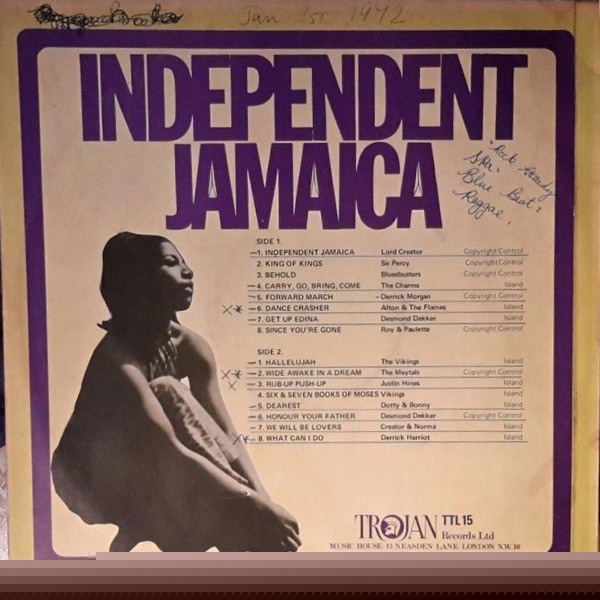 Jan 1st 1972
INDEPENDENT
JAMAICA
Rock Steady
Ska.
Blue Beat.
Reggae.
SIDE 1.
1. INDEPENDENT JAMAICA Lord Creator Copyright Control
2. KING OF KINGS Sir Percy Copyright Control
3. BEHOLD Bluesbusters Copyright Control
4. CARRY, GO, BRING, COME The Charms Island
5. FORWARD MARCH Derrick Morgan Copyright Control
6. DANCE CRASHER Alton & The Flames Island
7. GET UP EDINA Desmond Dekker Island
8. SINCE YOU'RE GONE Roy & Paulette Copyright Control
SIDE 2.
1. HALLELUJAH The Vikings Island
2. WIDE AWAKE IN A DREAM The Maytals Copyright Control
3. RUB-UP PUSH-UP Justin Hines Island
4. SIX & SEVEN BOOKS OF MOSES Vikings Island
5. DEAREST Dotty & Bonny Island
6. HONOUR YOUR FATHER Desmond Dekker Copyright Control
7. WE WILL BE LOVERS Creator & Norma Island
8. WHAT CAN I DO Derrick Harriot Island
TROJAN TTL 15
Records Ltd
MUSIC HOUSE 12 NEASDEN LANE LONDON N.W. 10